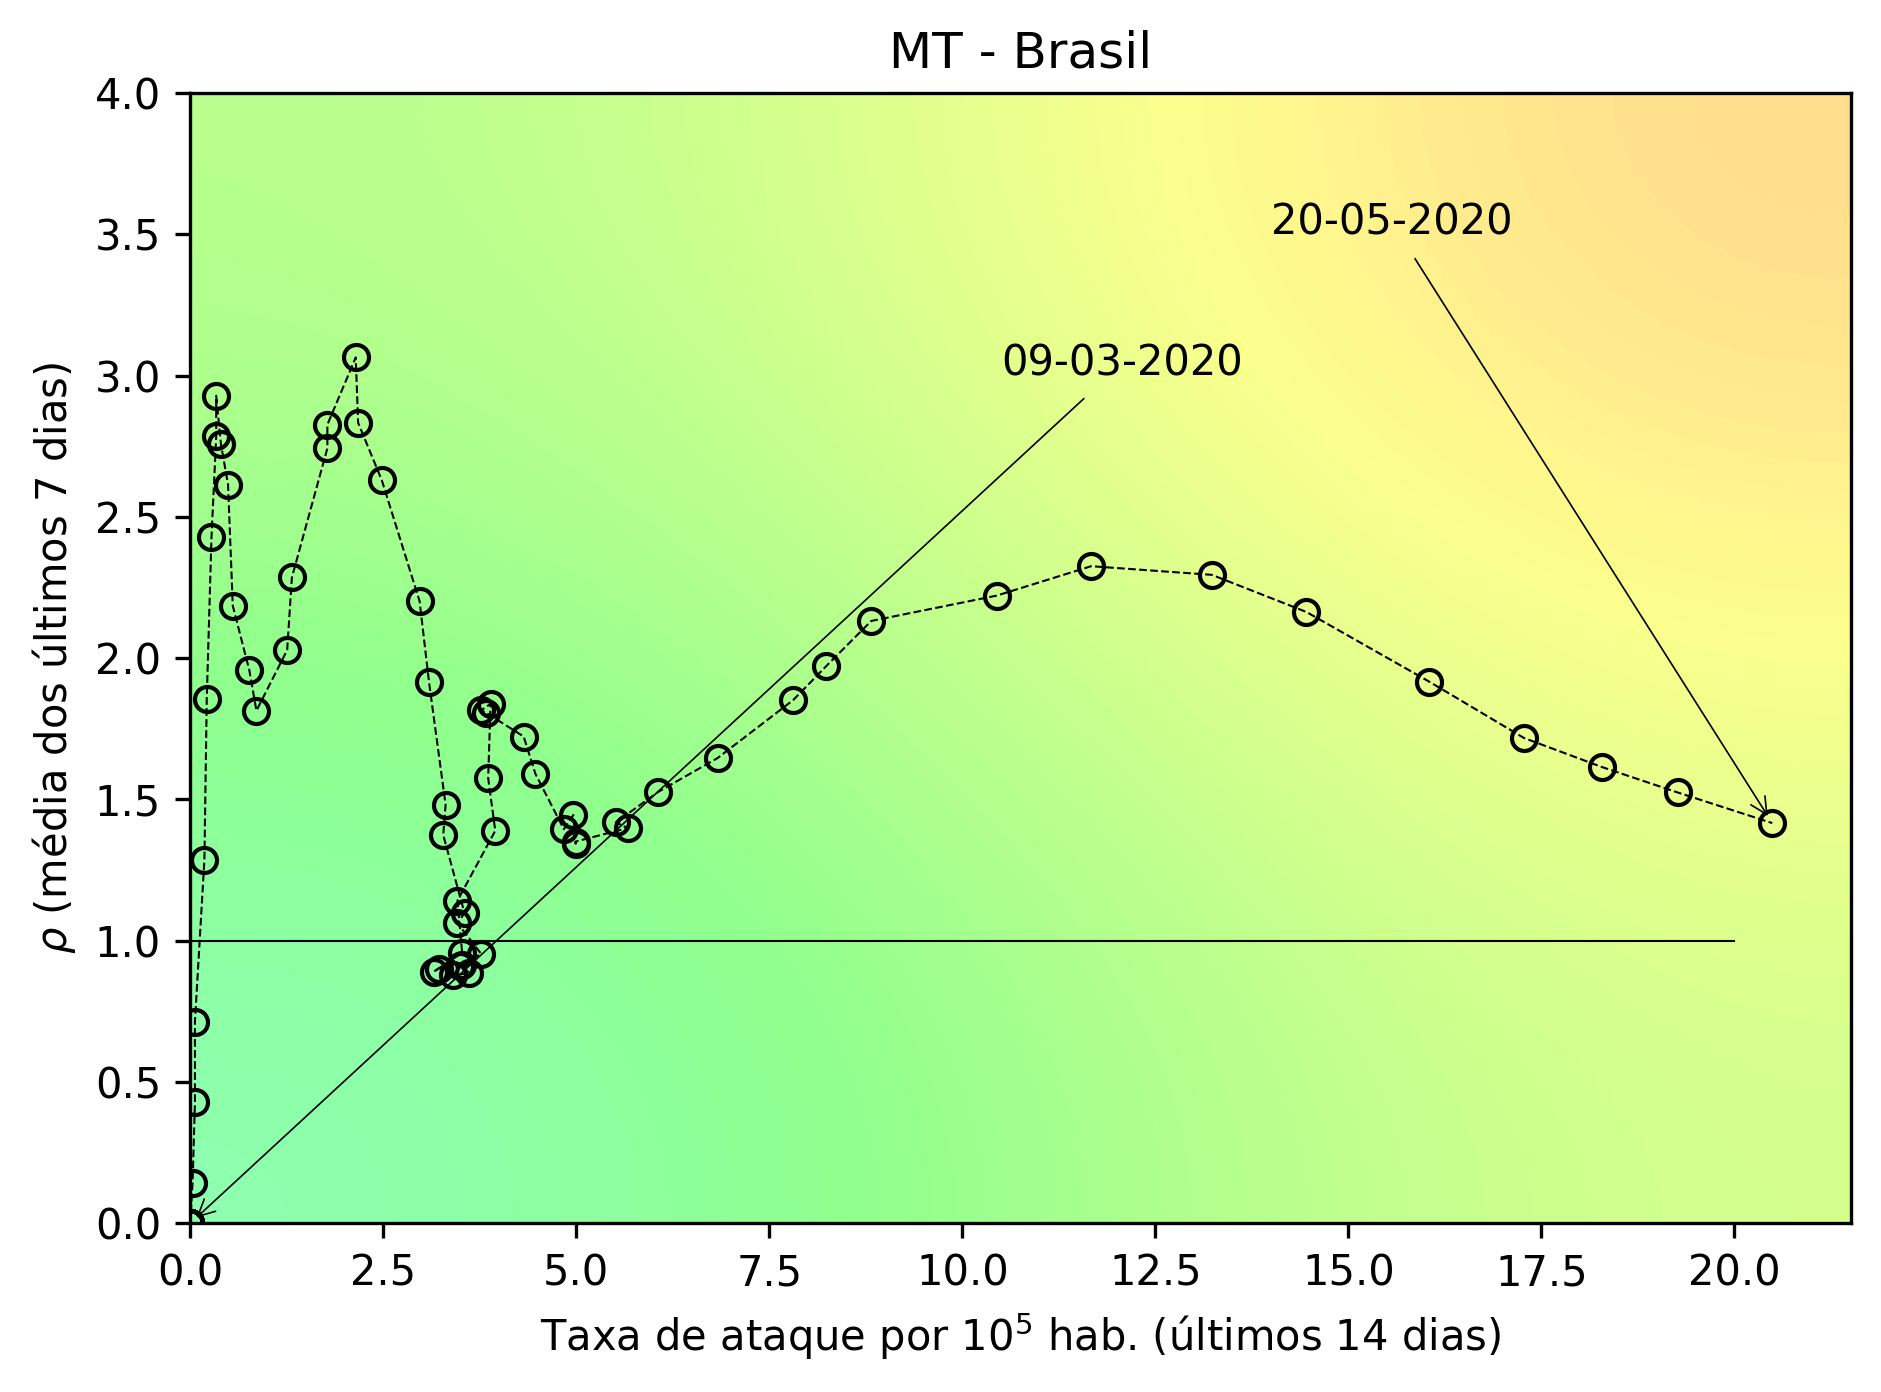 MT - Brasil
4.0
3.5
3.0
2.5
2.0
1.5
1.0
0.5
0.0
ρ (média dos últimos 7 dias)
20-05-2020
09-03-2020
0.0 2.5 5.0 7.5 10.0 12.5 15.0 17.5 20.0
Taxa de ataque por 10⁵ hab. (últimos 14 dias)